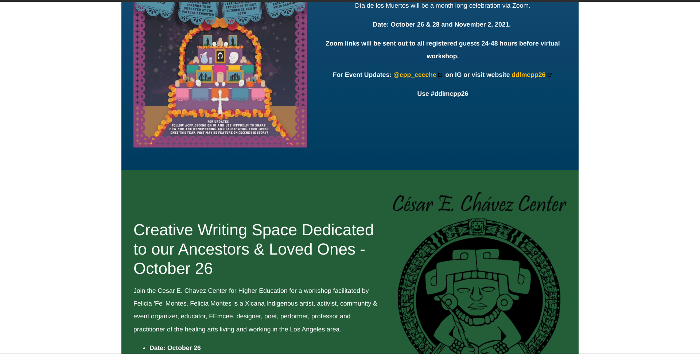 Día de los Muertos will be a month long celebration via Zoom.
Date: October 26 & 28 and November 2, 2021.
Zoom links will be sent out to all registered guests 24-48 hours before virtual
workshop.
For Event Updates: @cpp_ceche on IG or visit website ddlmcpp26
Use #ddlmcpp26
FOR UPDATES
César E. Chávez Center
Creative Writing Space Dedicated
to our Ancestors & Loved Ones -
October 26
Join the Cesar E. Chavez Center for Higher Education for a workshop facilitated by
Felicia 'Fe' Montes. Felicia Montes is a Xicana Indigenous artist, activist, community &
event organizer, educator, FEmcee, designer, poet, performer, professor and
practitioner of the healing arts living and working in the Los Angeles area.
Date: October 26